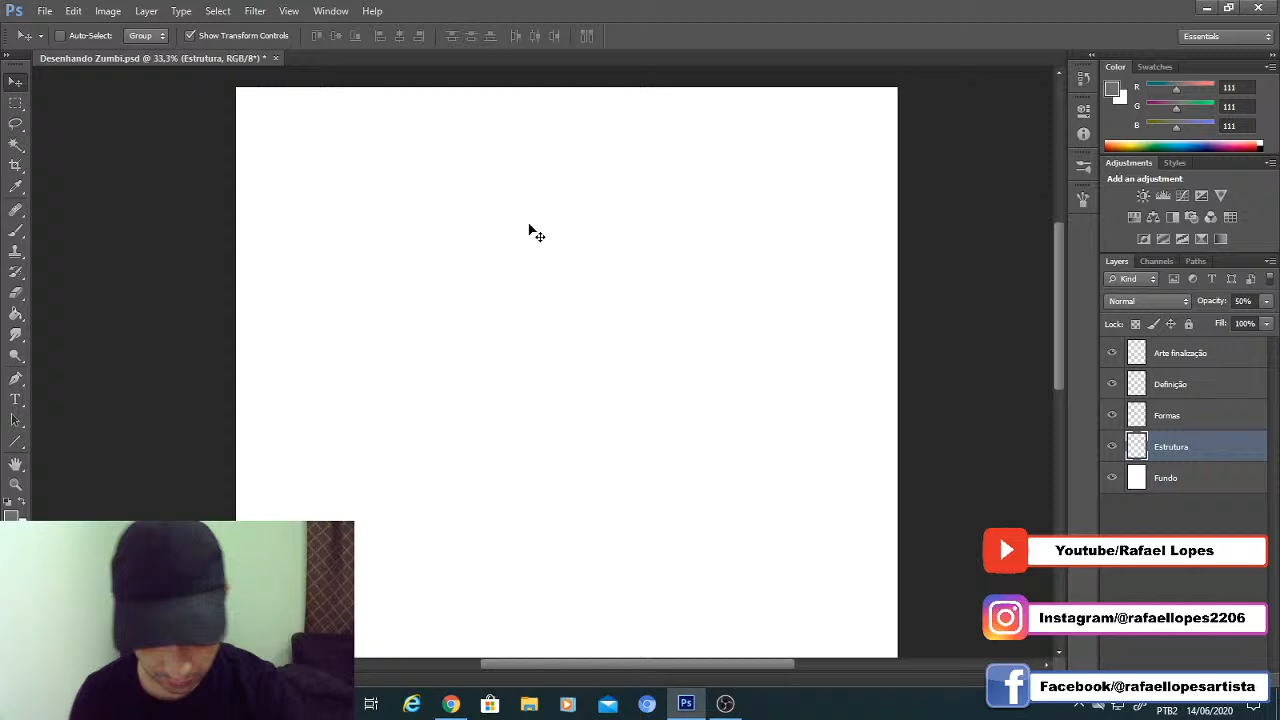 Ps File Edit Image Layer Type Select Filter View Window Help
Auto-Select: Group Show Transform Controls Essentials
Desenhando Zumbi.psd @ 33,3% (Estrutura, RGB/8*) *
Color Swatches
R 111
G 111
B 111
Adjustments Styles
Add an adjustment
Layers Channels Paths
Kind
Normal Opacity: 50%
Lock: Fill: 100%
Arte finalização
Definição
Formas
Estrutura
Fundo
Youtube/Rafael Lopes
Instagram/@rafaellopes2206
Facebook/@rafaellopesartista
PTB2 14/06/2020